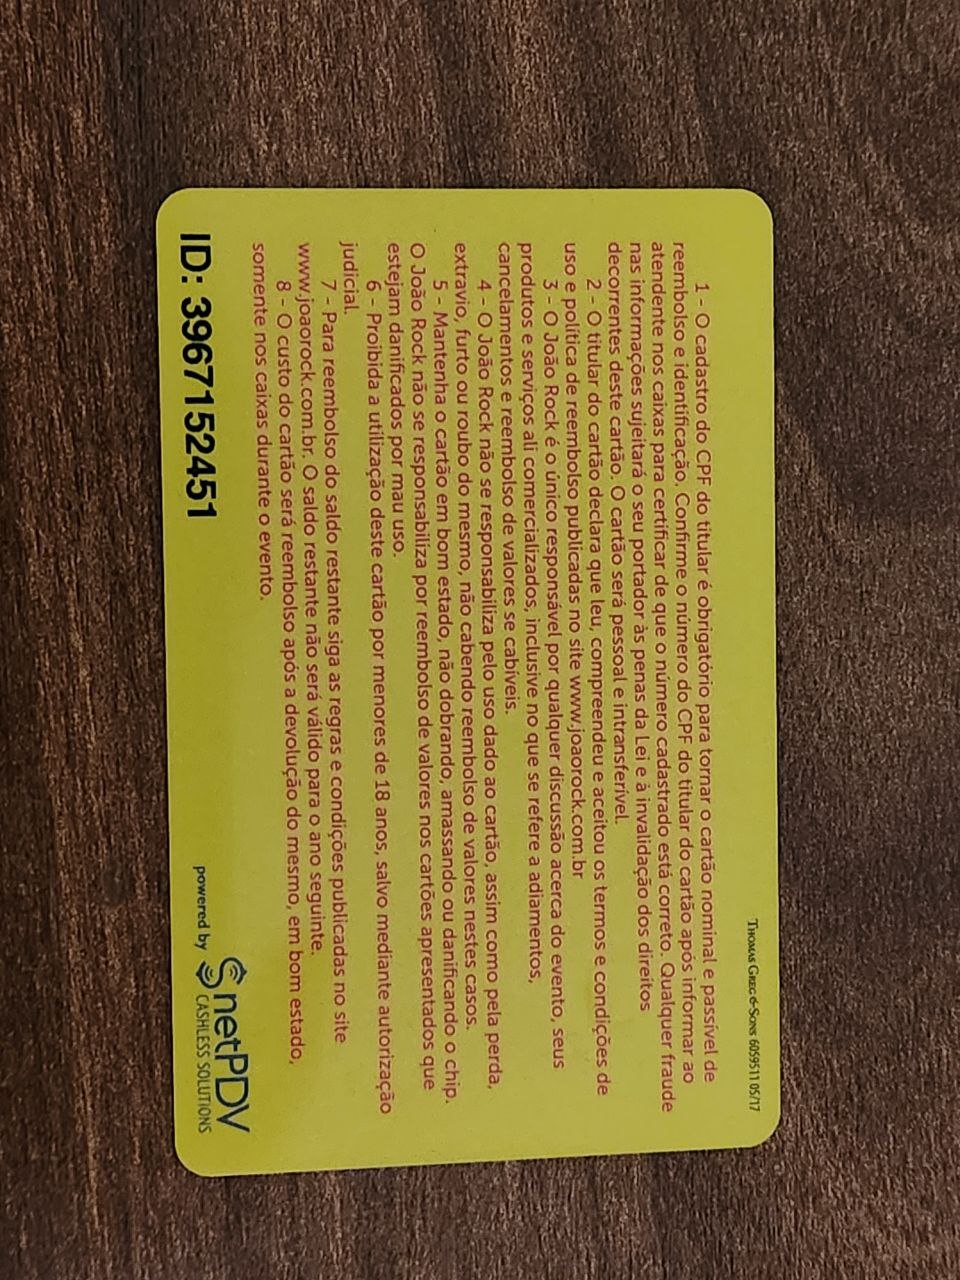 THOMAS GREG & SONS 6059511 05/17
1 - O cadastro do CPF do titular é obrigatório para tornar o cartão nominal e passível de
reembolso e identificação. Confirme o número do CPF do titular do cartão após informar ao
atendente nos caixas para certificar de que o número cadastrado está correto. Qualquer fraude
nas informações sujeitará o seu portador às penas da Lei e à invalidação dos direitos
decorrentes deste cartão. O cartão será pessoal e intransferível.
2 - O titular do cartão declara que leu, compreendeu e aceitou os termos e condições de
uso e política de reembolso publicadas no site www.joaorock.com.br
3 - O João Rock é o único responsável por qualquer discussão acerca do evento, seus
produtos e serviços ali comercializados, inclusive no que se refere a adiamentos,
cancelamentos e reembolso de valores se cabíveis.
4 - O João Rock não se responsabiliza pelo uso dado ao cartão, assim como pela perda,
extravio, furto ou roubo do mesmo, não cabendo reembolso de valores nestes casos.
5 - Mantenha o cartão em bom estado, não dobrando, amassando ou danificando o chip.
O João Rock não se responsabiliza por reembolso de valores nos cartões apresentados que
estejam danificados por mau uso.
6 - Proibida a utilização deste cartão por menores de 18 anos, salvo mediante autorização
judicial.
7 - Para reembolso do saldo restante siga as regras e condições publicadas no site
www.joaorock.com.br. O saldo restante não será válido para o ano seguinte.
8 - O custo do cartão será reembolso após a devolução do mesmo, em bom estado,
somente nos caixas durante o evento.
ID: 3967152451
powered by netPDV
CASHLESS SOLUTIONS